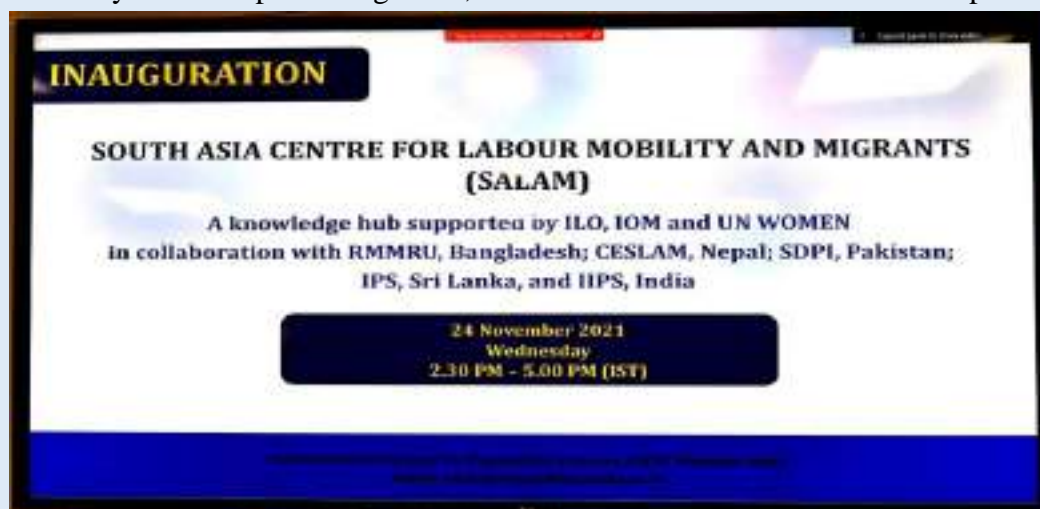 INAUGURATION
SOUTH ASIA CENTRE FOR LABOUR MOBILITY AND MIGRANTS
(SALAM)
A knowledge hub supported by ILO, IOM and UN WOMEN
in collaboration with RMMRU, Bangladesh; CESLAM, Nepal; SDPI, Pakistan;
IPS, Sri Lanka, and IIPS, India
24 November 2021
Wednesday
2.30 PM – 5.00 PM (IST)